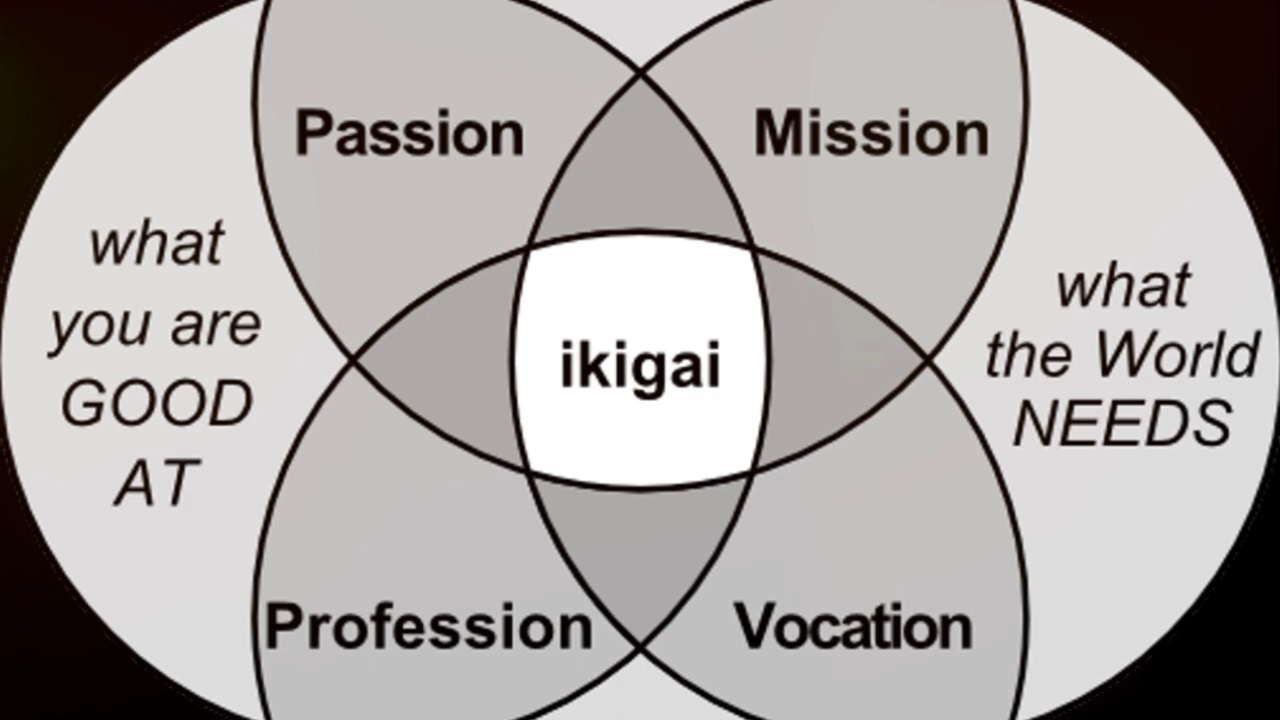 Passion
Mission
what
you are
GOOD
AT
ikigai
what
the World
NEEDS
Profession
Vocation